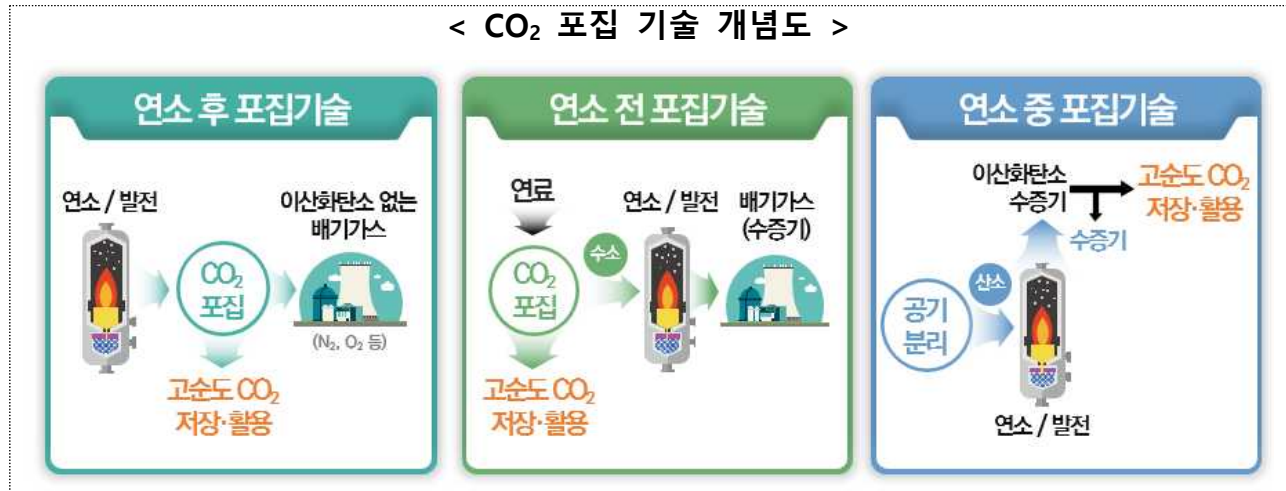 < CO₂ 포집 기술 개념도 >
연소 후 포집기술
연소 / 발전
CO₂
포집
이산화탄소 없는
배기가스
(N₂, O₂ 등)
고순도 CO₂
저장·활용
연소 전 포집기술
연료
CO₂
포집
수소
연소 / 발전
배기가스
(수증기)
고순도 CO₂
저장·활용
연소 중 포집기술
이산화탄소
수증기
고순도 CO₂
저장·활용
수증기
공기
분리
산소
연소 / 발전